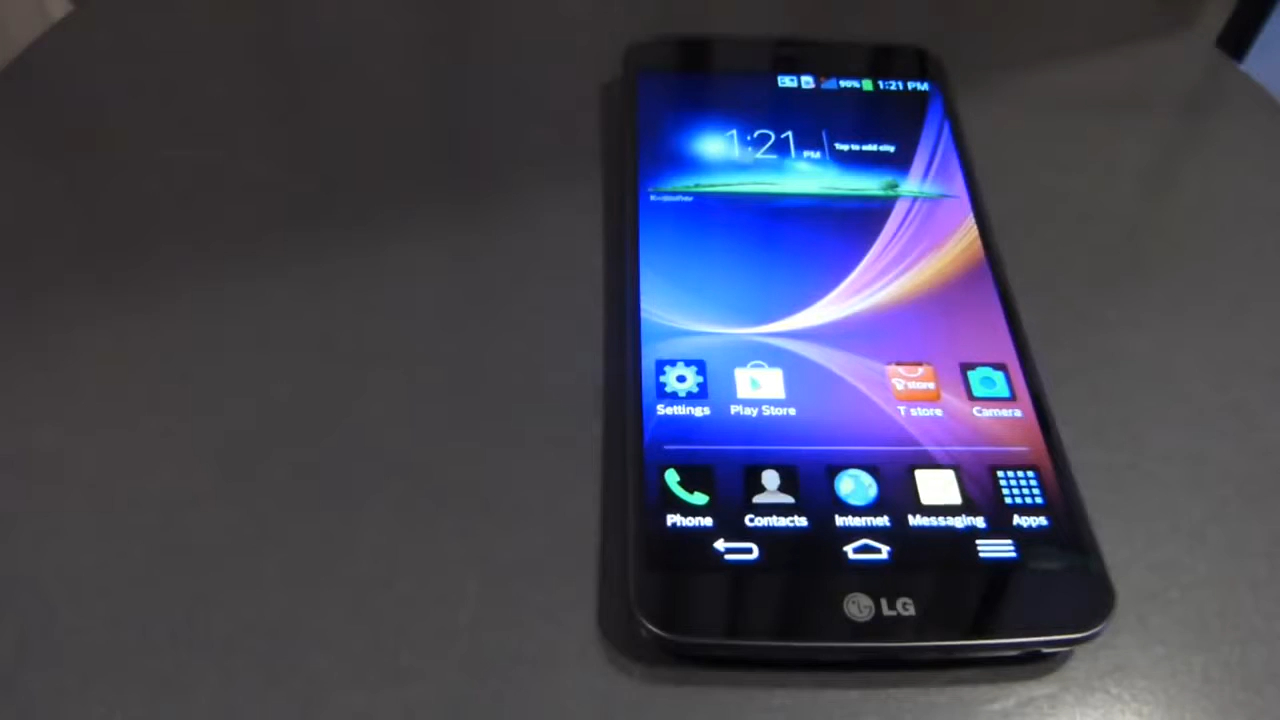 90% 1:21 PM
1:21 PM Tap to add city
Settings Play Store T store Camera
T store
Phone Contacts Internet Messaging Apps
LG